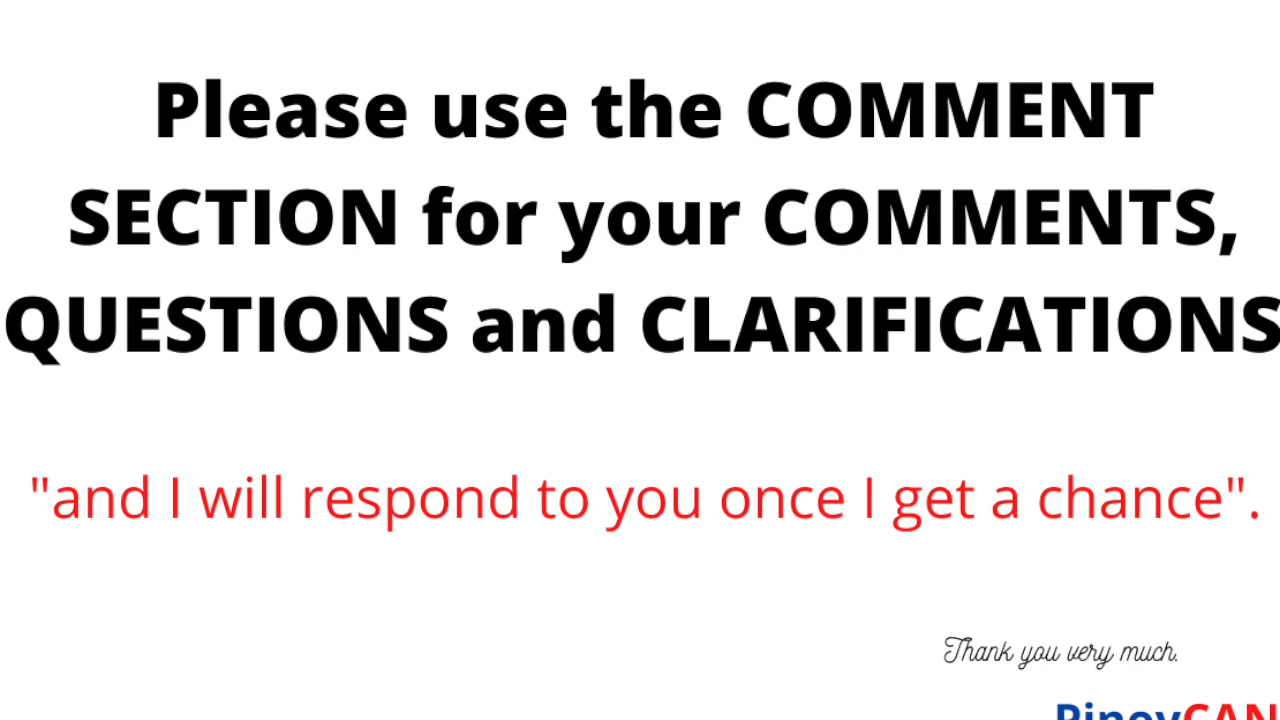 Please use the COMMENT
SECTION for your COMMENTS,
QUESTIONS and CLARIFICATIONS
"and I will respond to you once I get a chance".
Thank you very much.
PinoyCAN